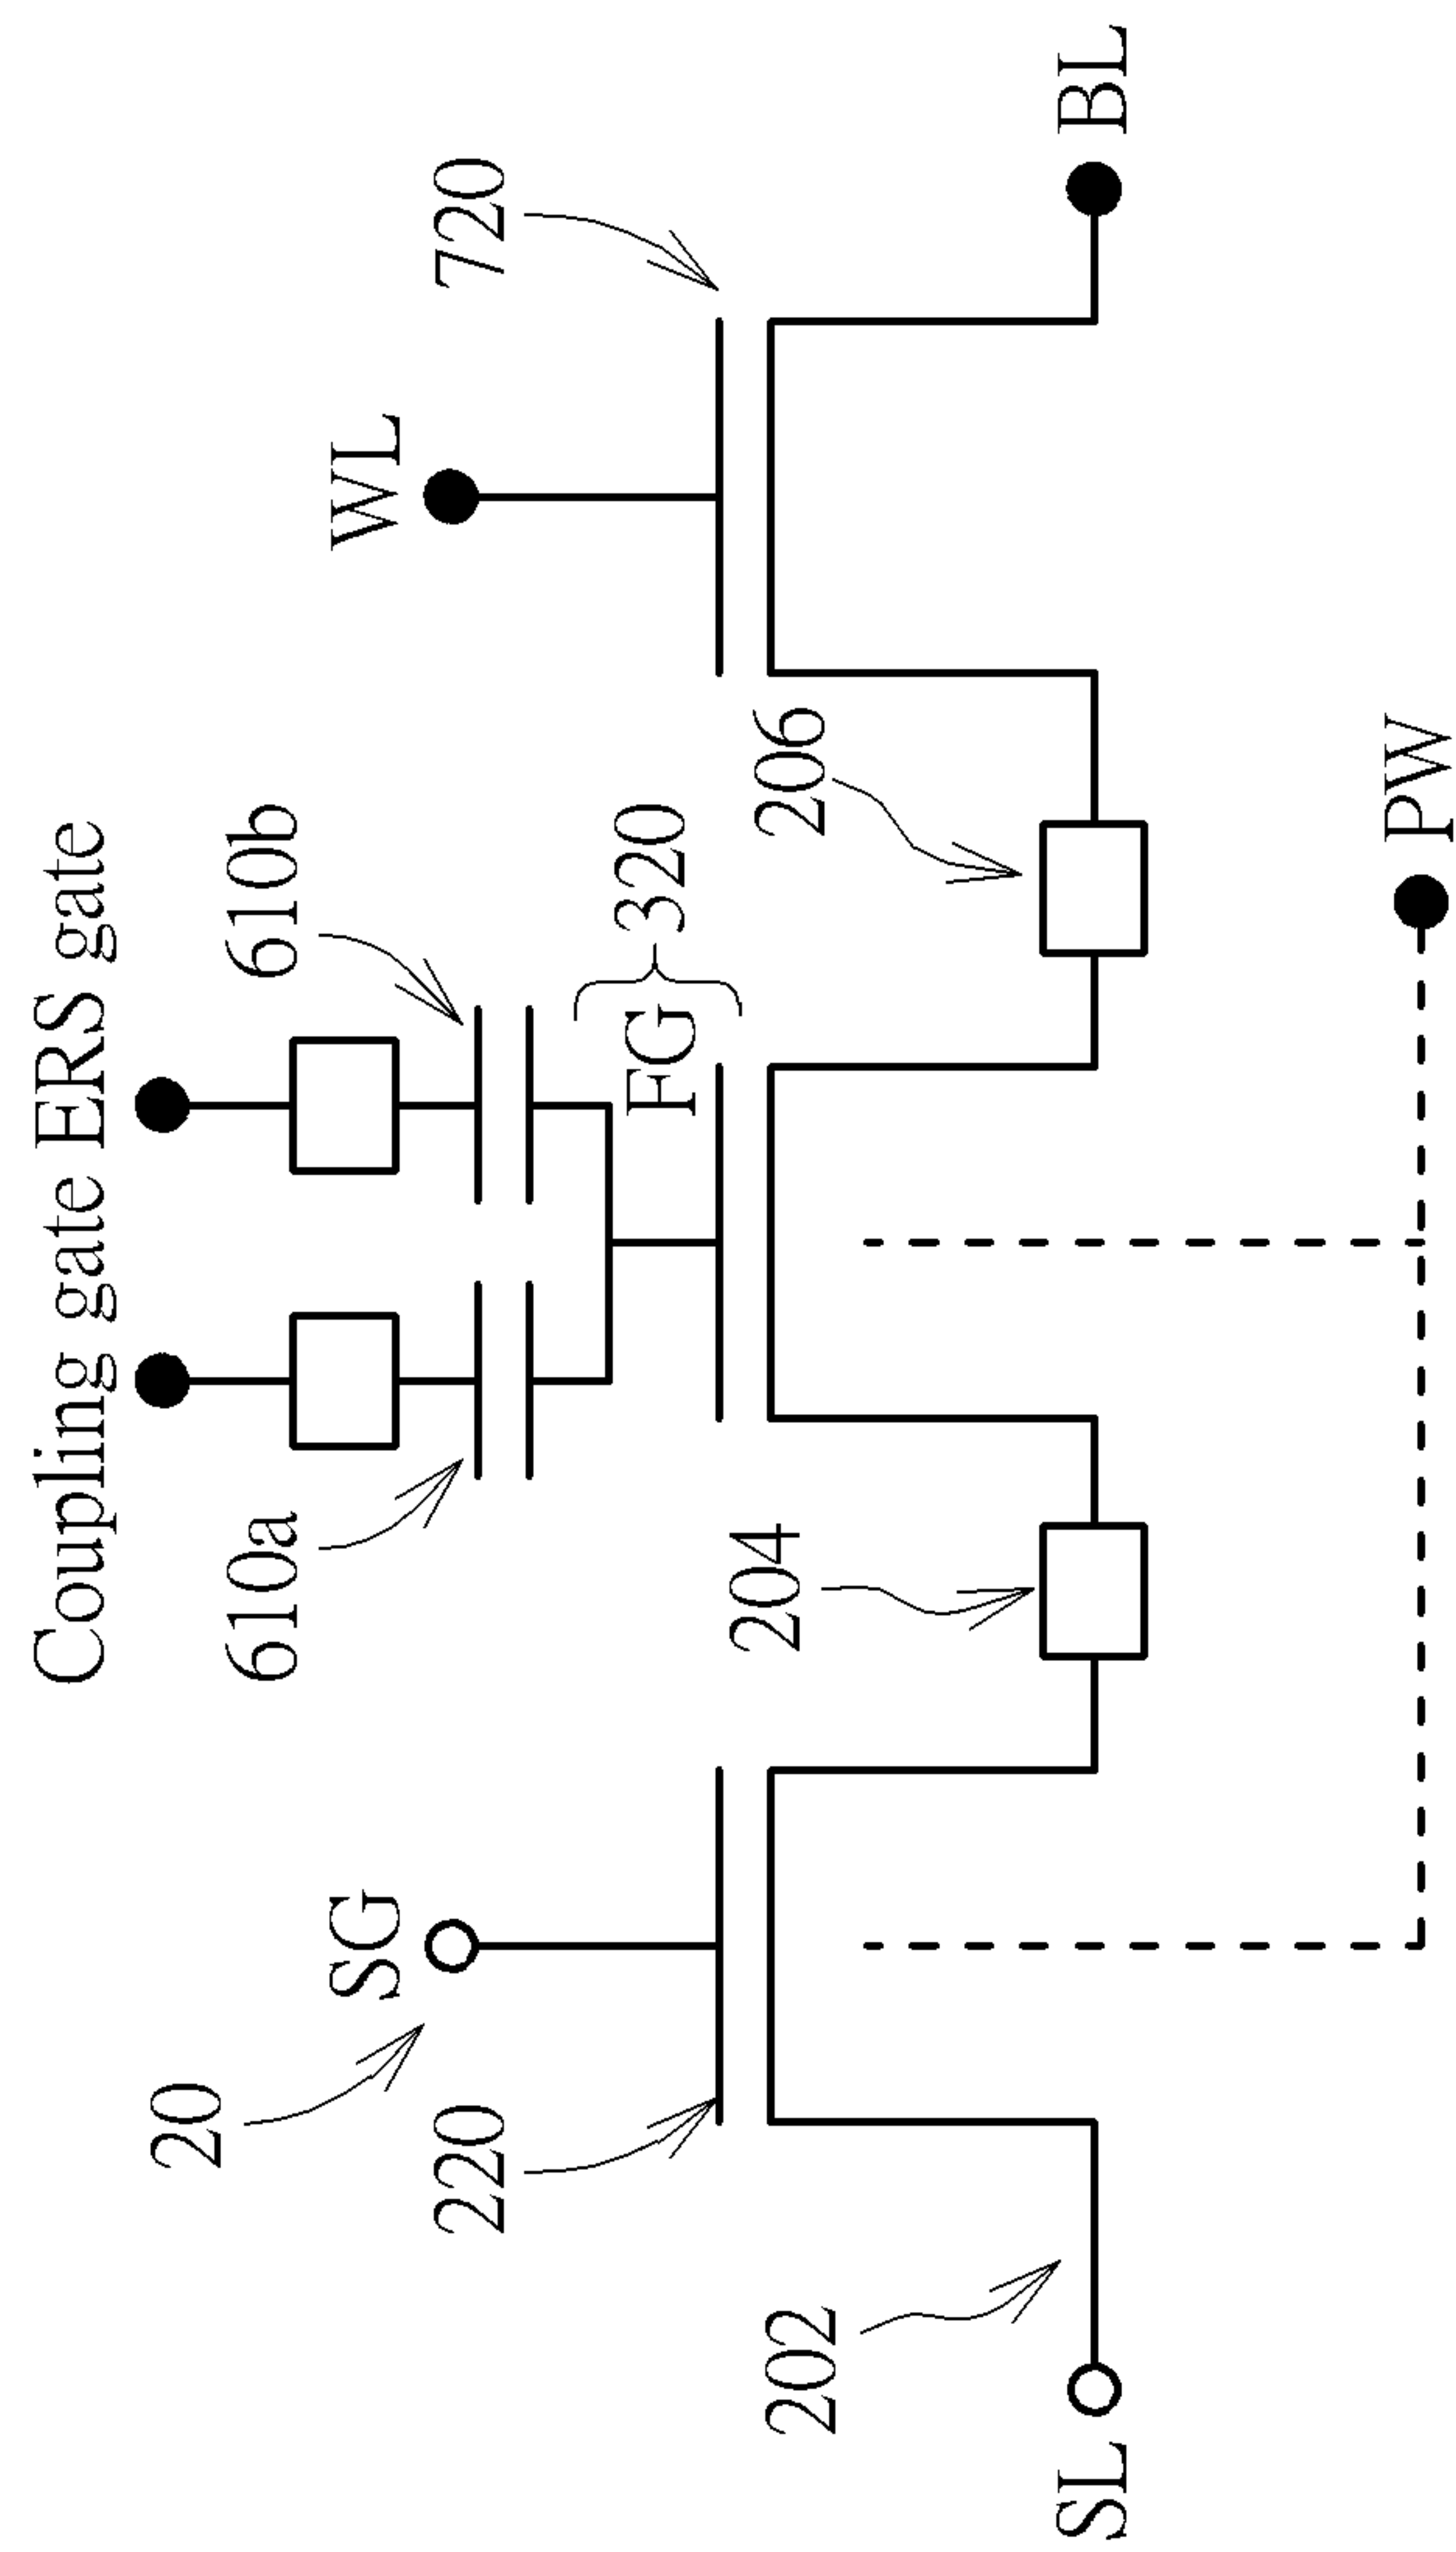 Coupling gate ERS gate
20
SG
610a
610b
WL
220
FG
320
720
202
204
206
SL
BL
PW